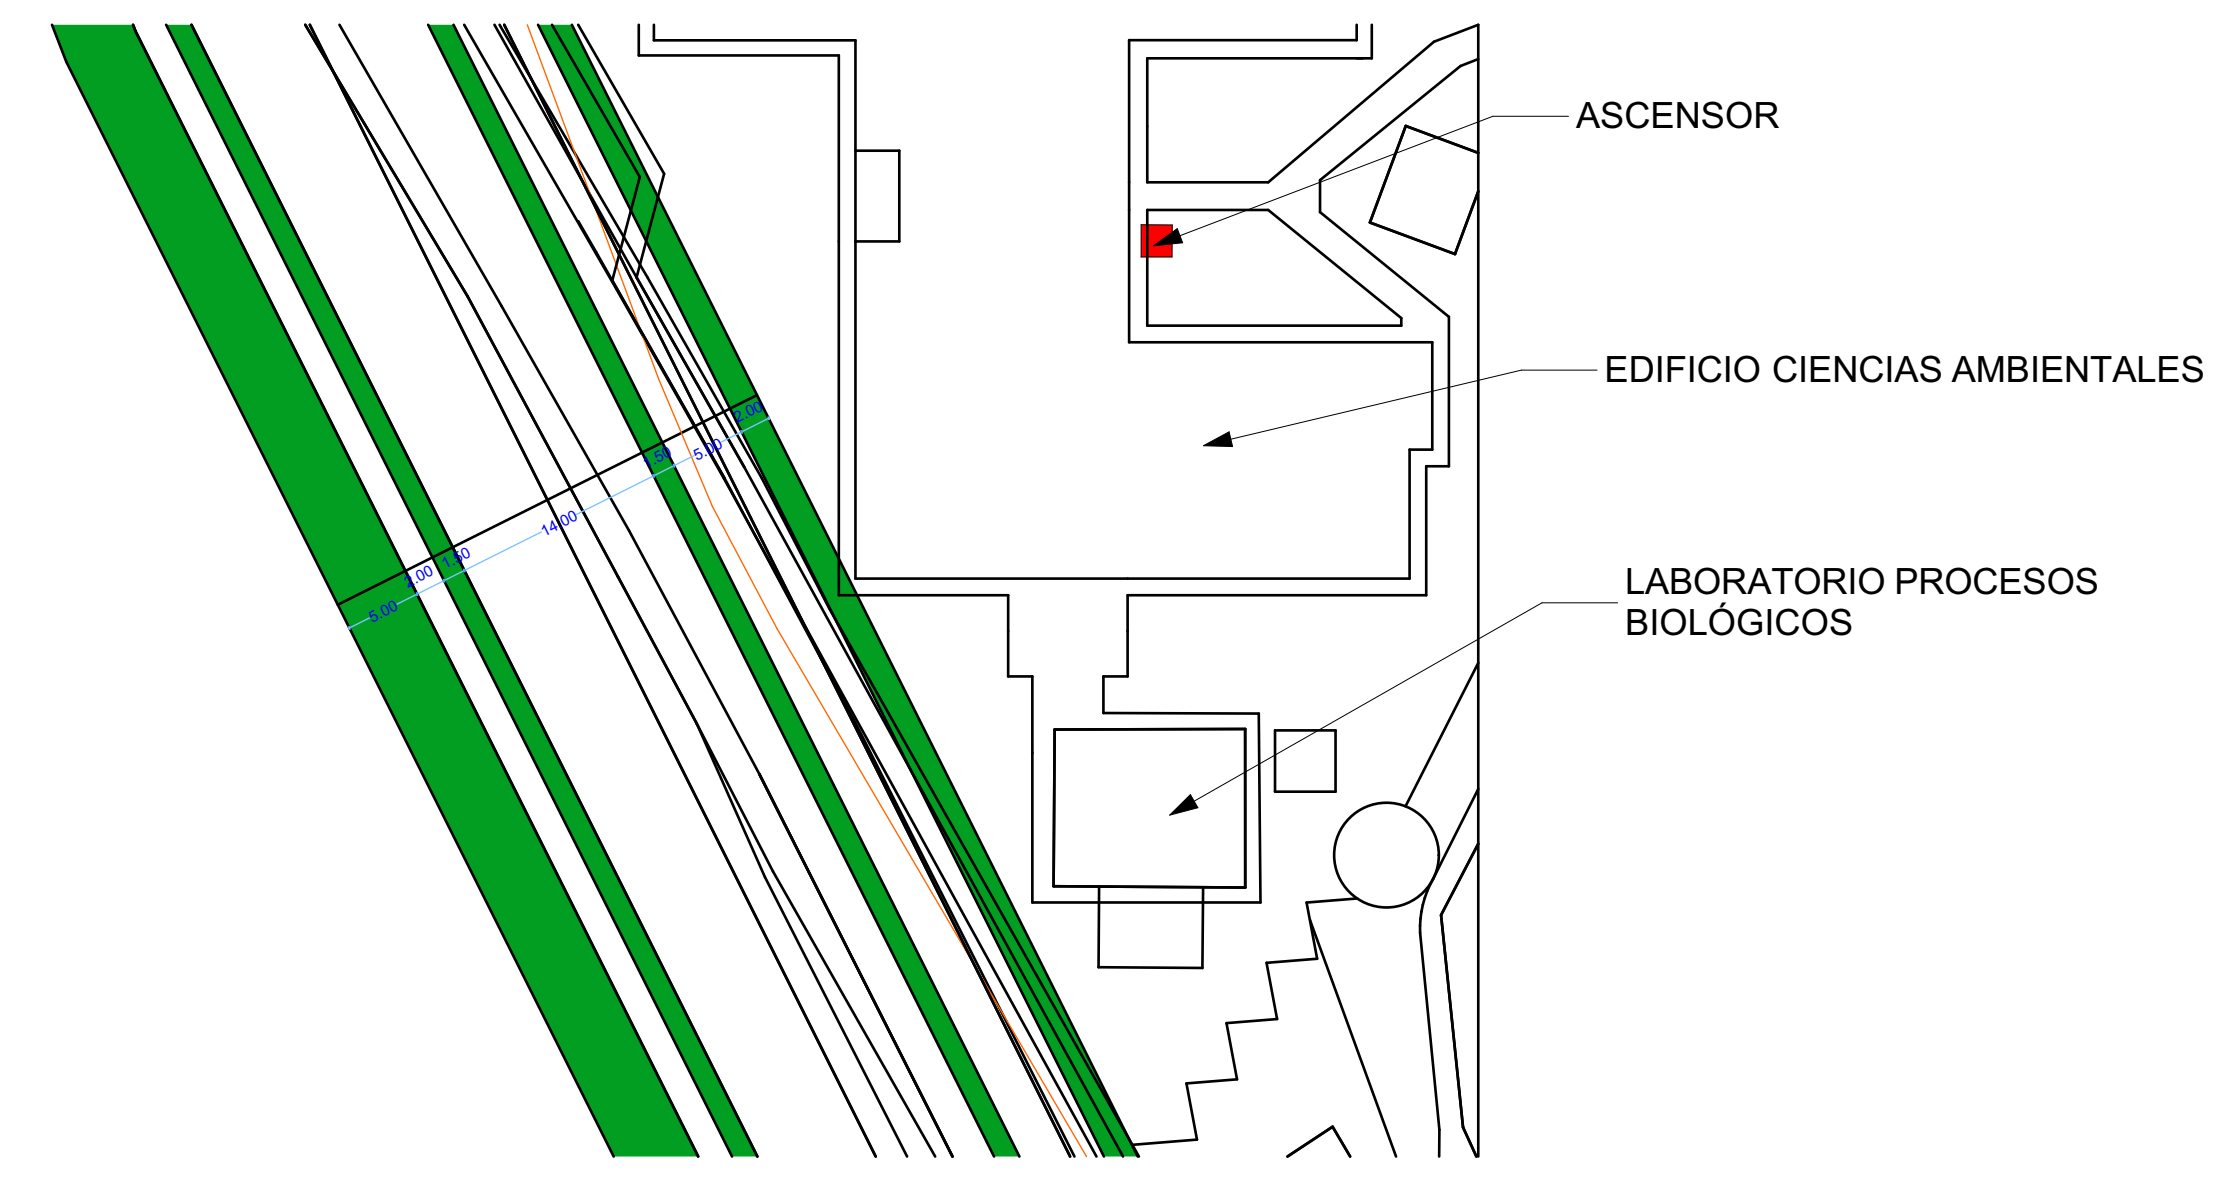 ASCENSOR
EDIFICIO CIENCIAS AMBIENTALES
2.00
5.00
1.50
14.00
1.50
2.00
5.00
LABORATORIO PROCESOS
BIOLÓGICOS